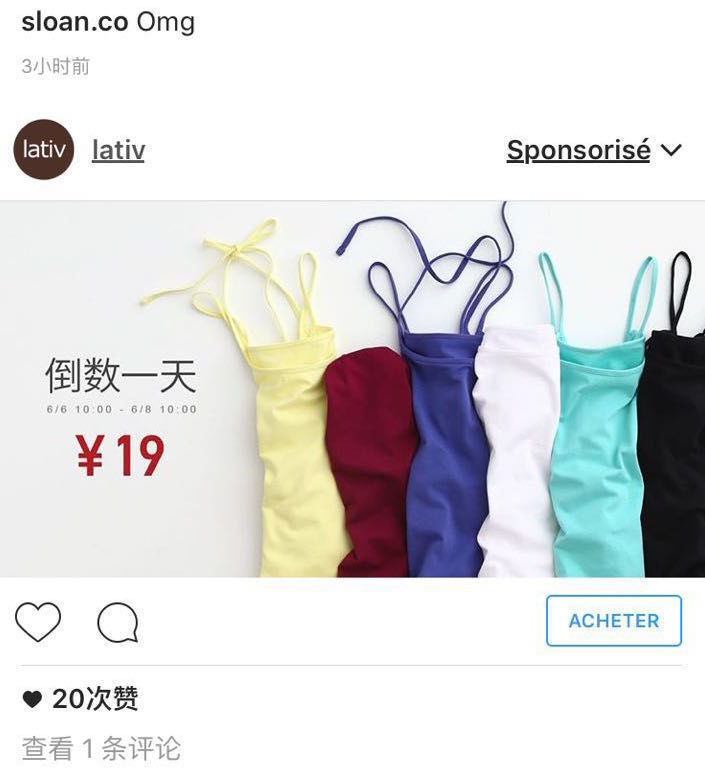 sloan.co Omg
3小时前
lativ
lativ
Sponsorisé
倒数一天
6/6 10:00 - 6/8 10:00
¥19
ACHETER
20次赞
查看 1 条评论